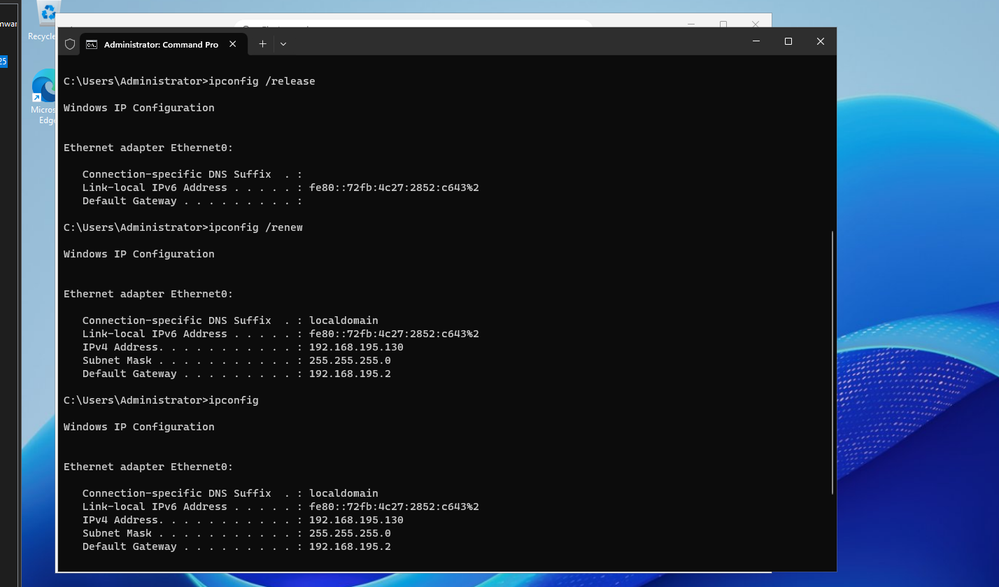 mwar
Recycle
25
Micros
Edge
Administrator: Command Pro
C:\Users\Administrator>ipconfig /release
Windows IP Configuration
Ethernet adapter Ethernet0:
Connection-specific DNS Suffix  . :
Link-local IPv6 Address . . . . . : fe80::72fb:4c27:2852:c643%2
Default Gateway . . . . . . . . . :
C:\Users\Administrator>ipconfig /renew
Windows IP Configuration
Ethernet adapter Ethernet0:
Connection-specific DNS Suffix  . : localdomain
Link-local IPv6 Address . . . . . : fe80::72fb:4c27:2852:c643%2
IPv4 Address. . . . . . . . . . . : 192.168.195.130
Subnet Mask . . . . . . . . . . . : 255.255.255.0
Default Gateway . . . . . . . . . : 192.168.195.2
C:\Users\Administrator>ipconfig
Windows IP Configuration
Ethernet adapter Ethernet0:
Connection-specific DNS Suffix  . : localdomain
Link-local IPv6 Address . . . . . : fe80::72fb:4c27:2852:c643%2
IPv4 Address. . . . . . . . . . . : 192.168.195.130
Subnet Mask . . . . . . . . . . . : 255.255.255.0
Default Gateway . . . . . . . . . : 192.168.195.2